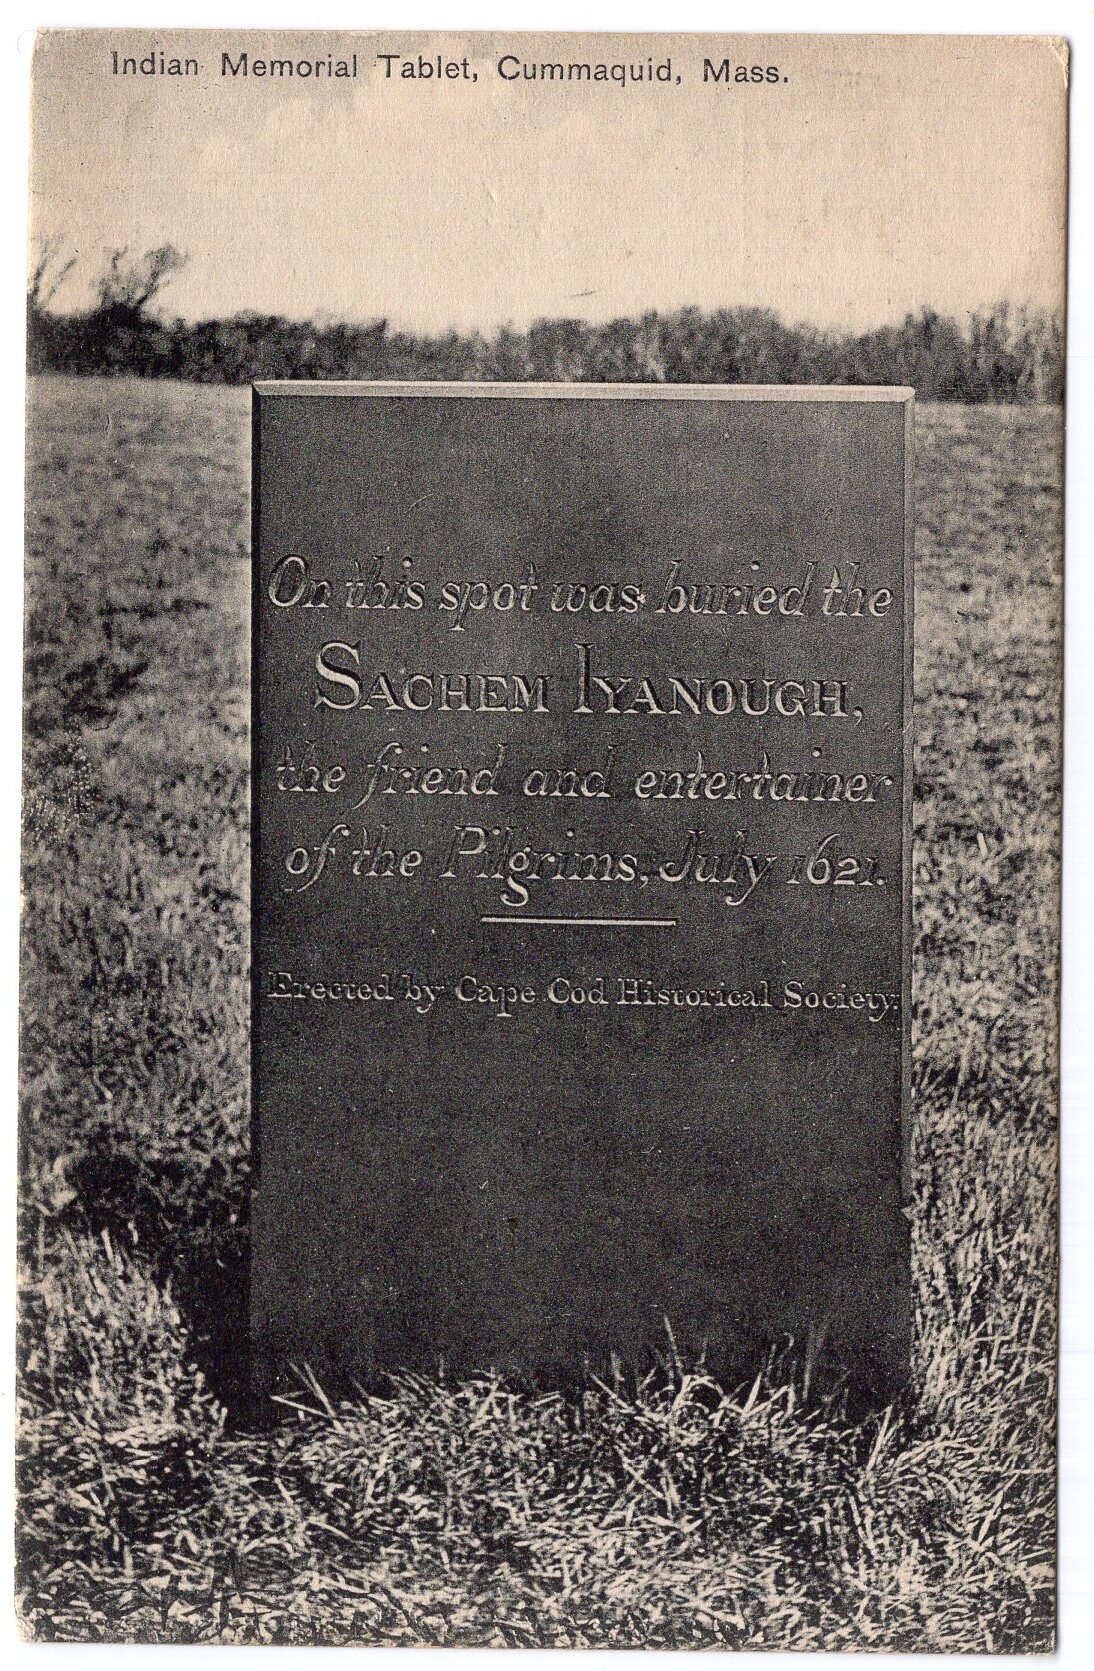 Indian Memorial Tablet, Cummaquid, Mass.
On this spot was buried the
SACHEM IYANOUGH,
the friend and entertainer
of the Pilgrims, July 1621.
Erected by Cape Cod Historical Society.